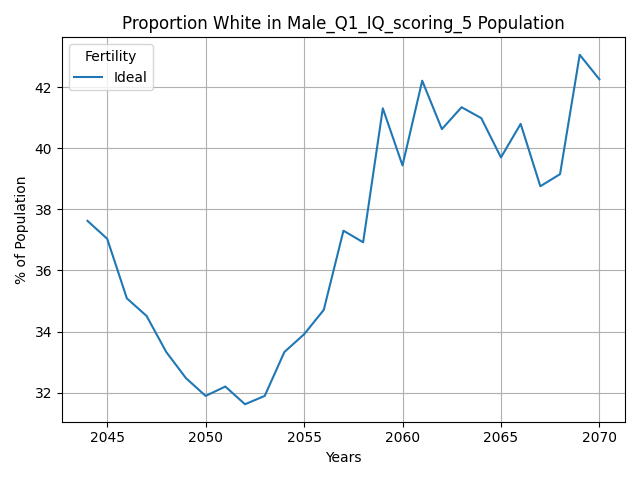 Proportion White in Male_Q1_IQ_scoring_5 Population
Fertility
Ideal
42
40
38
36
34
32
% of Population
2045 2050 2055 2060 2065 2070
Years